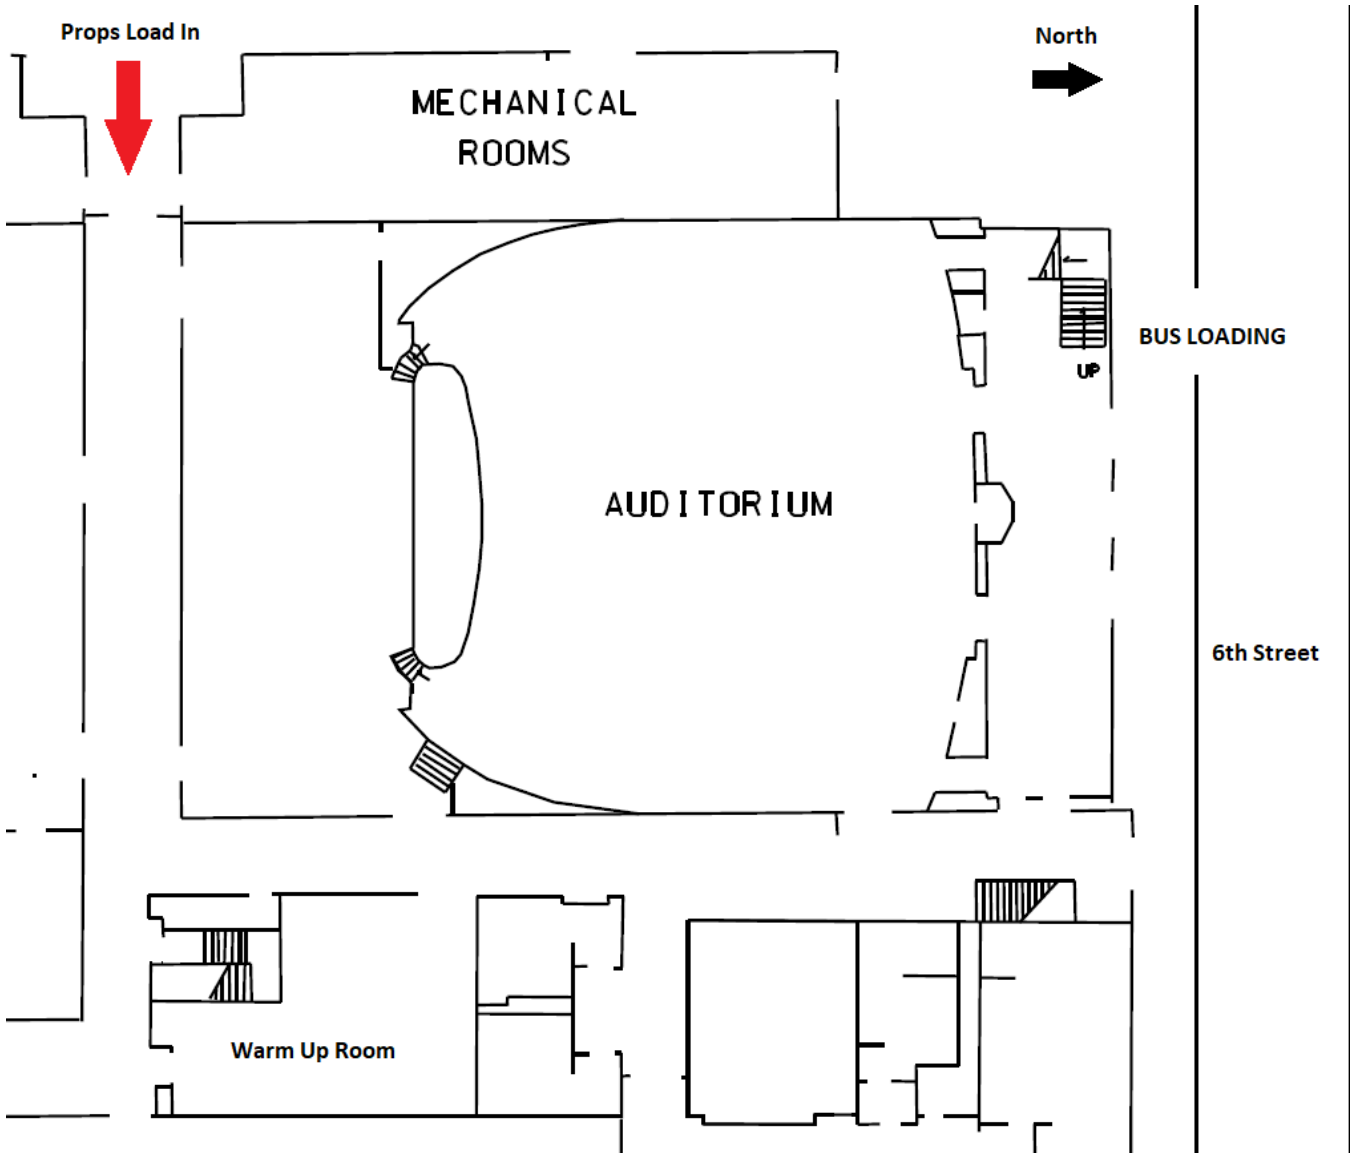 Props Load In
North
MECHANICAL
ROOMS
BUS LOADING
UP
AUDITORIUM
6th Street
Warm Up Room